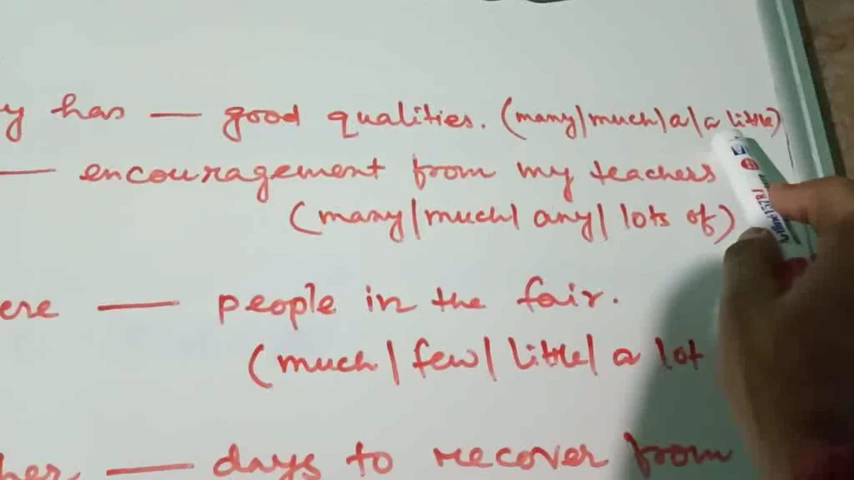 y has — good qualities. (many/much/a/a little)
— encouragement from my teachers
(many/much/ any/ lots of)
ere — people in the fair.
(much/ few/ little/ a lot
her — days to recover from